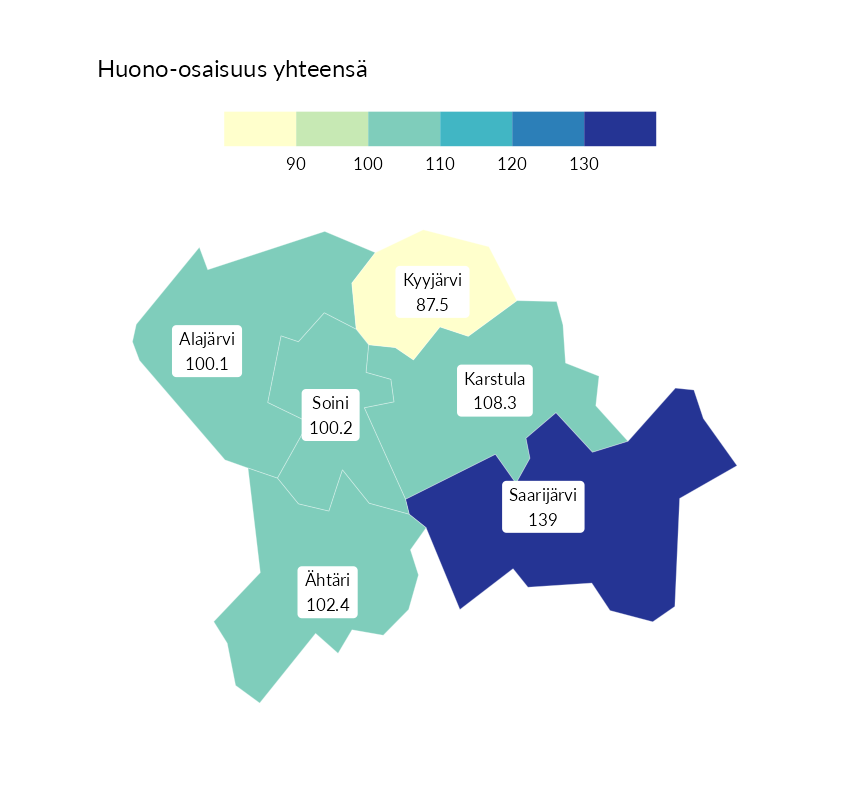 Huono-osaisuus yhteensä
90 100 110 120 130
Kyyjärvi
87.5
Alajärvi
100.1
Karstula
108.3
Soini
100.2
Saarijärvi
139
Ähtäri
102.4